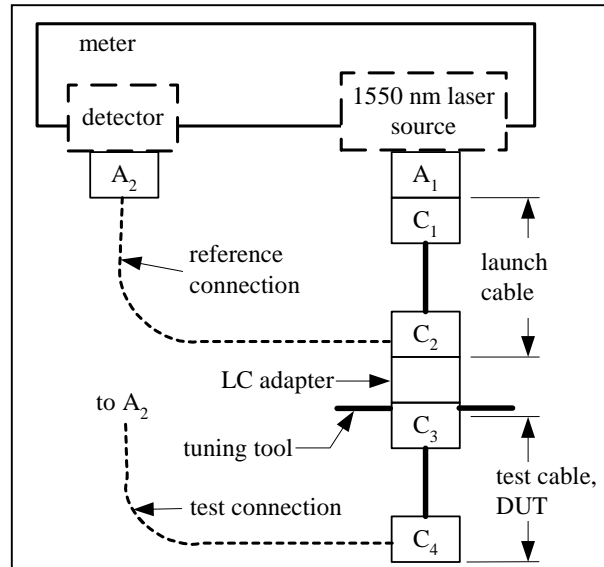 meter
detector
1550 nm laser
source
A2
A1
C1
reference
connection
launch
cable
C2
LC adapter
to A2
C3
tuning tool
test cable,
DUT
test connection
C4